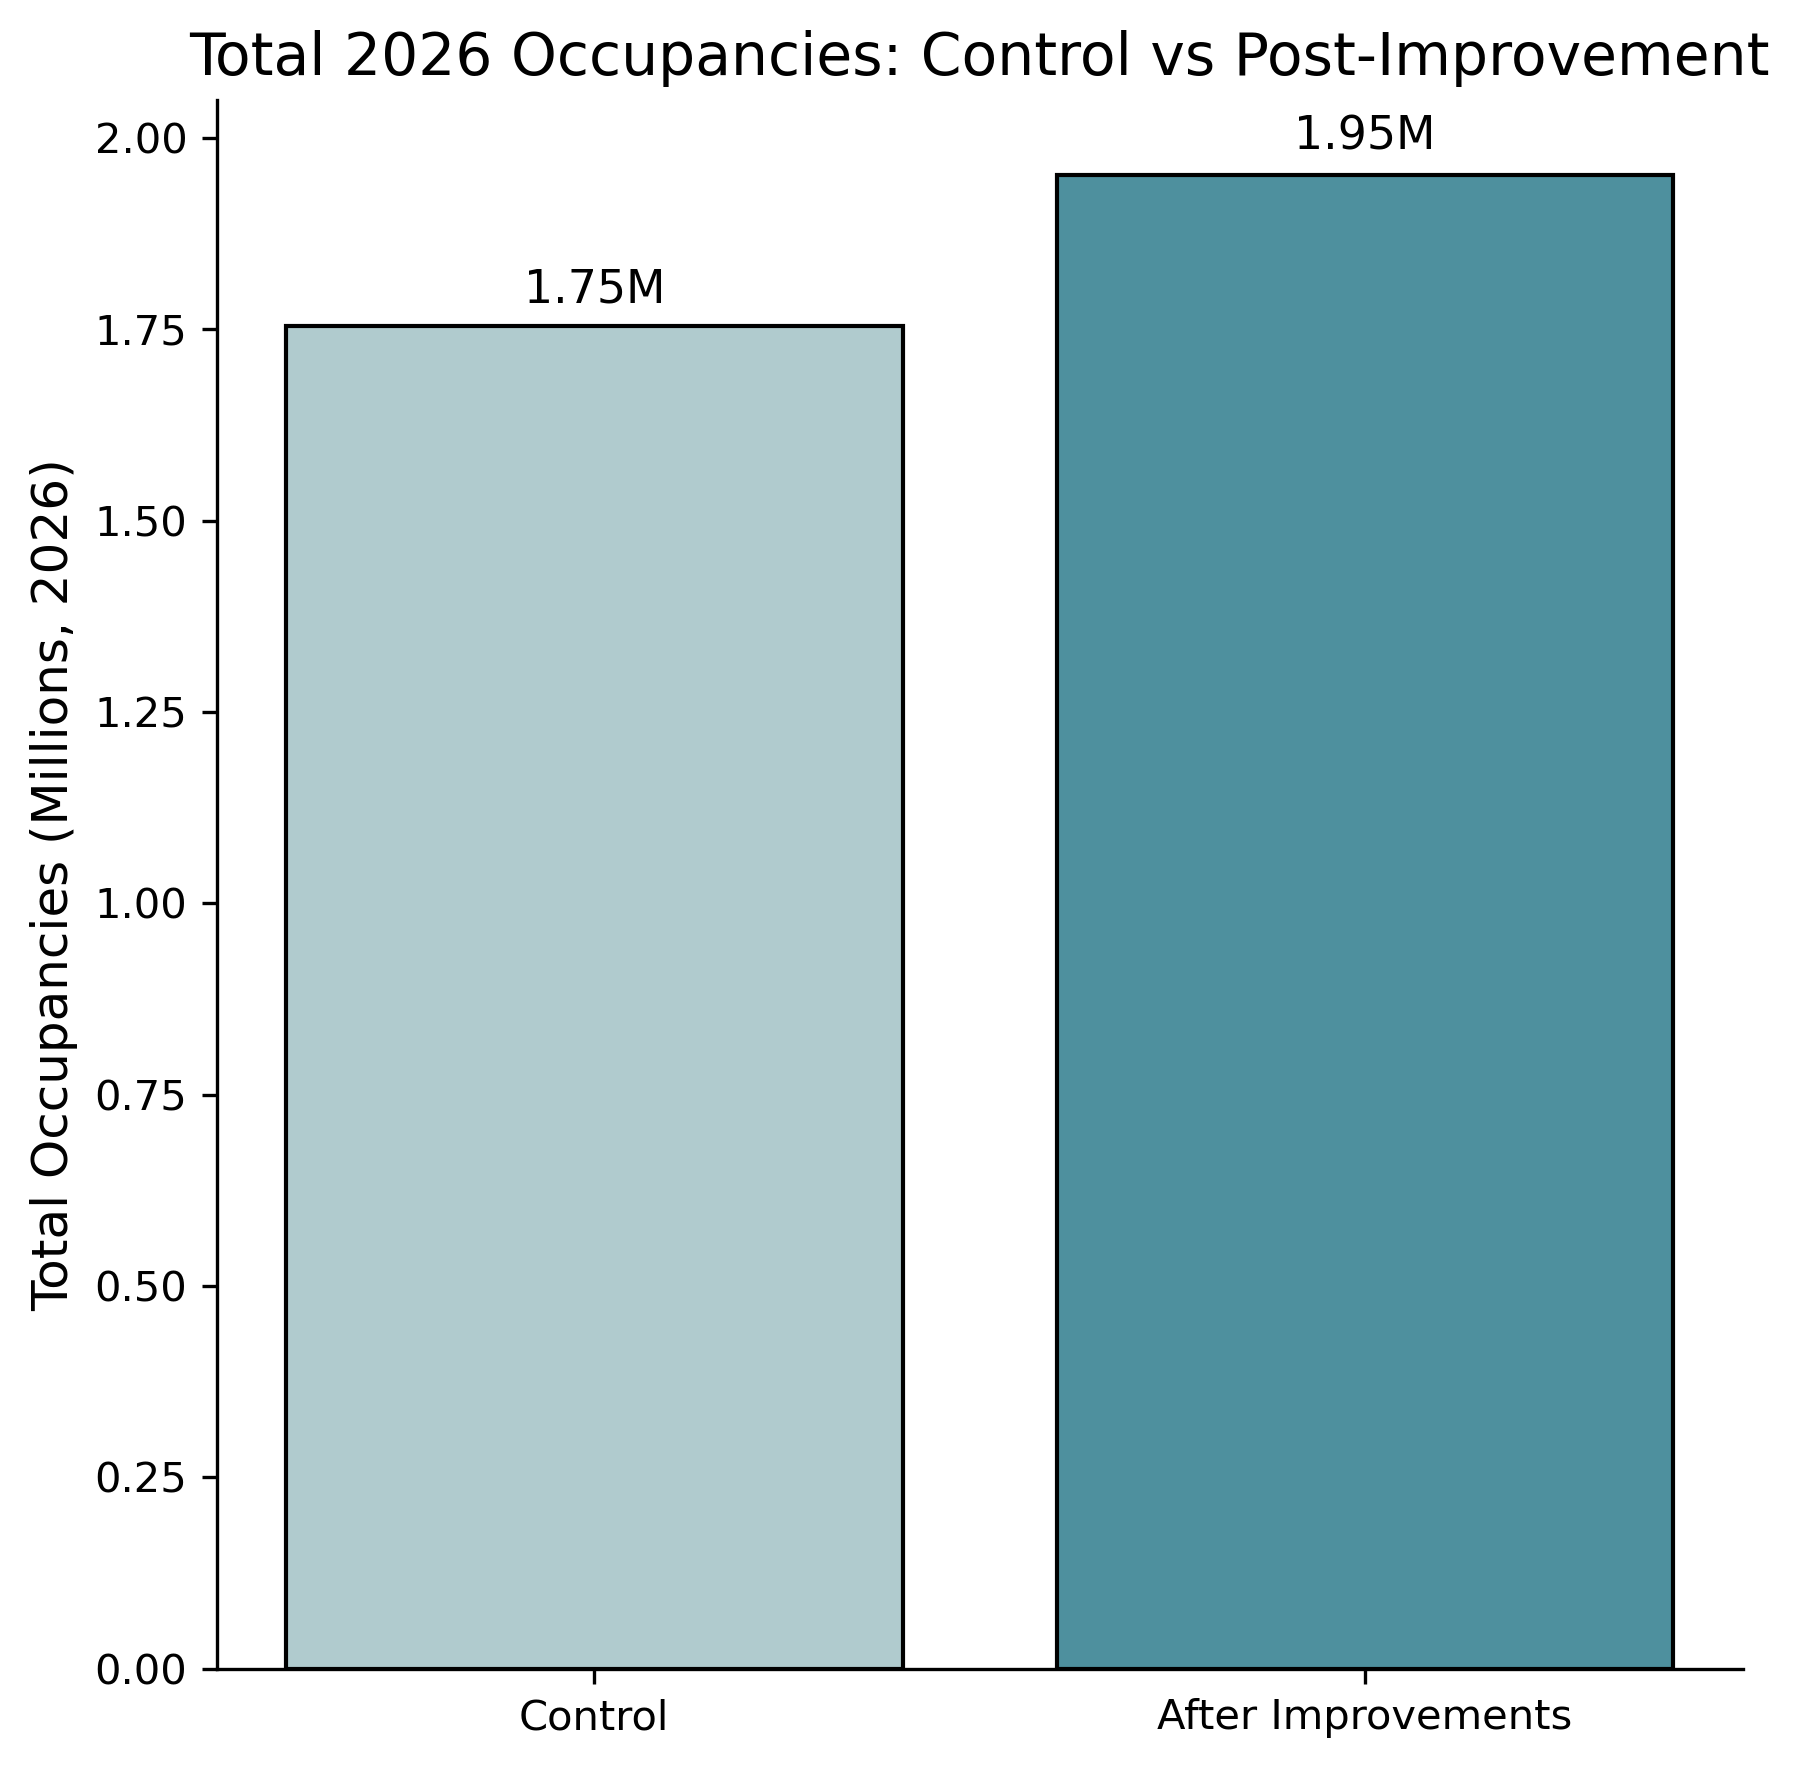 Total 2026 Occupancies: Control vs Post-Improvement
Total Occupancies (Millions, 2026)
2.00
1.75
1.50
1.25
1.00
0.75
0.50
0.25
0.00
1.75M
1.95M
Control
After Improvements